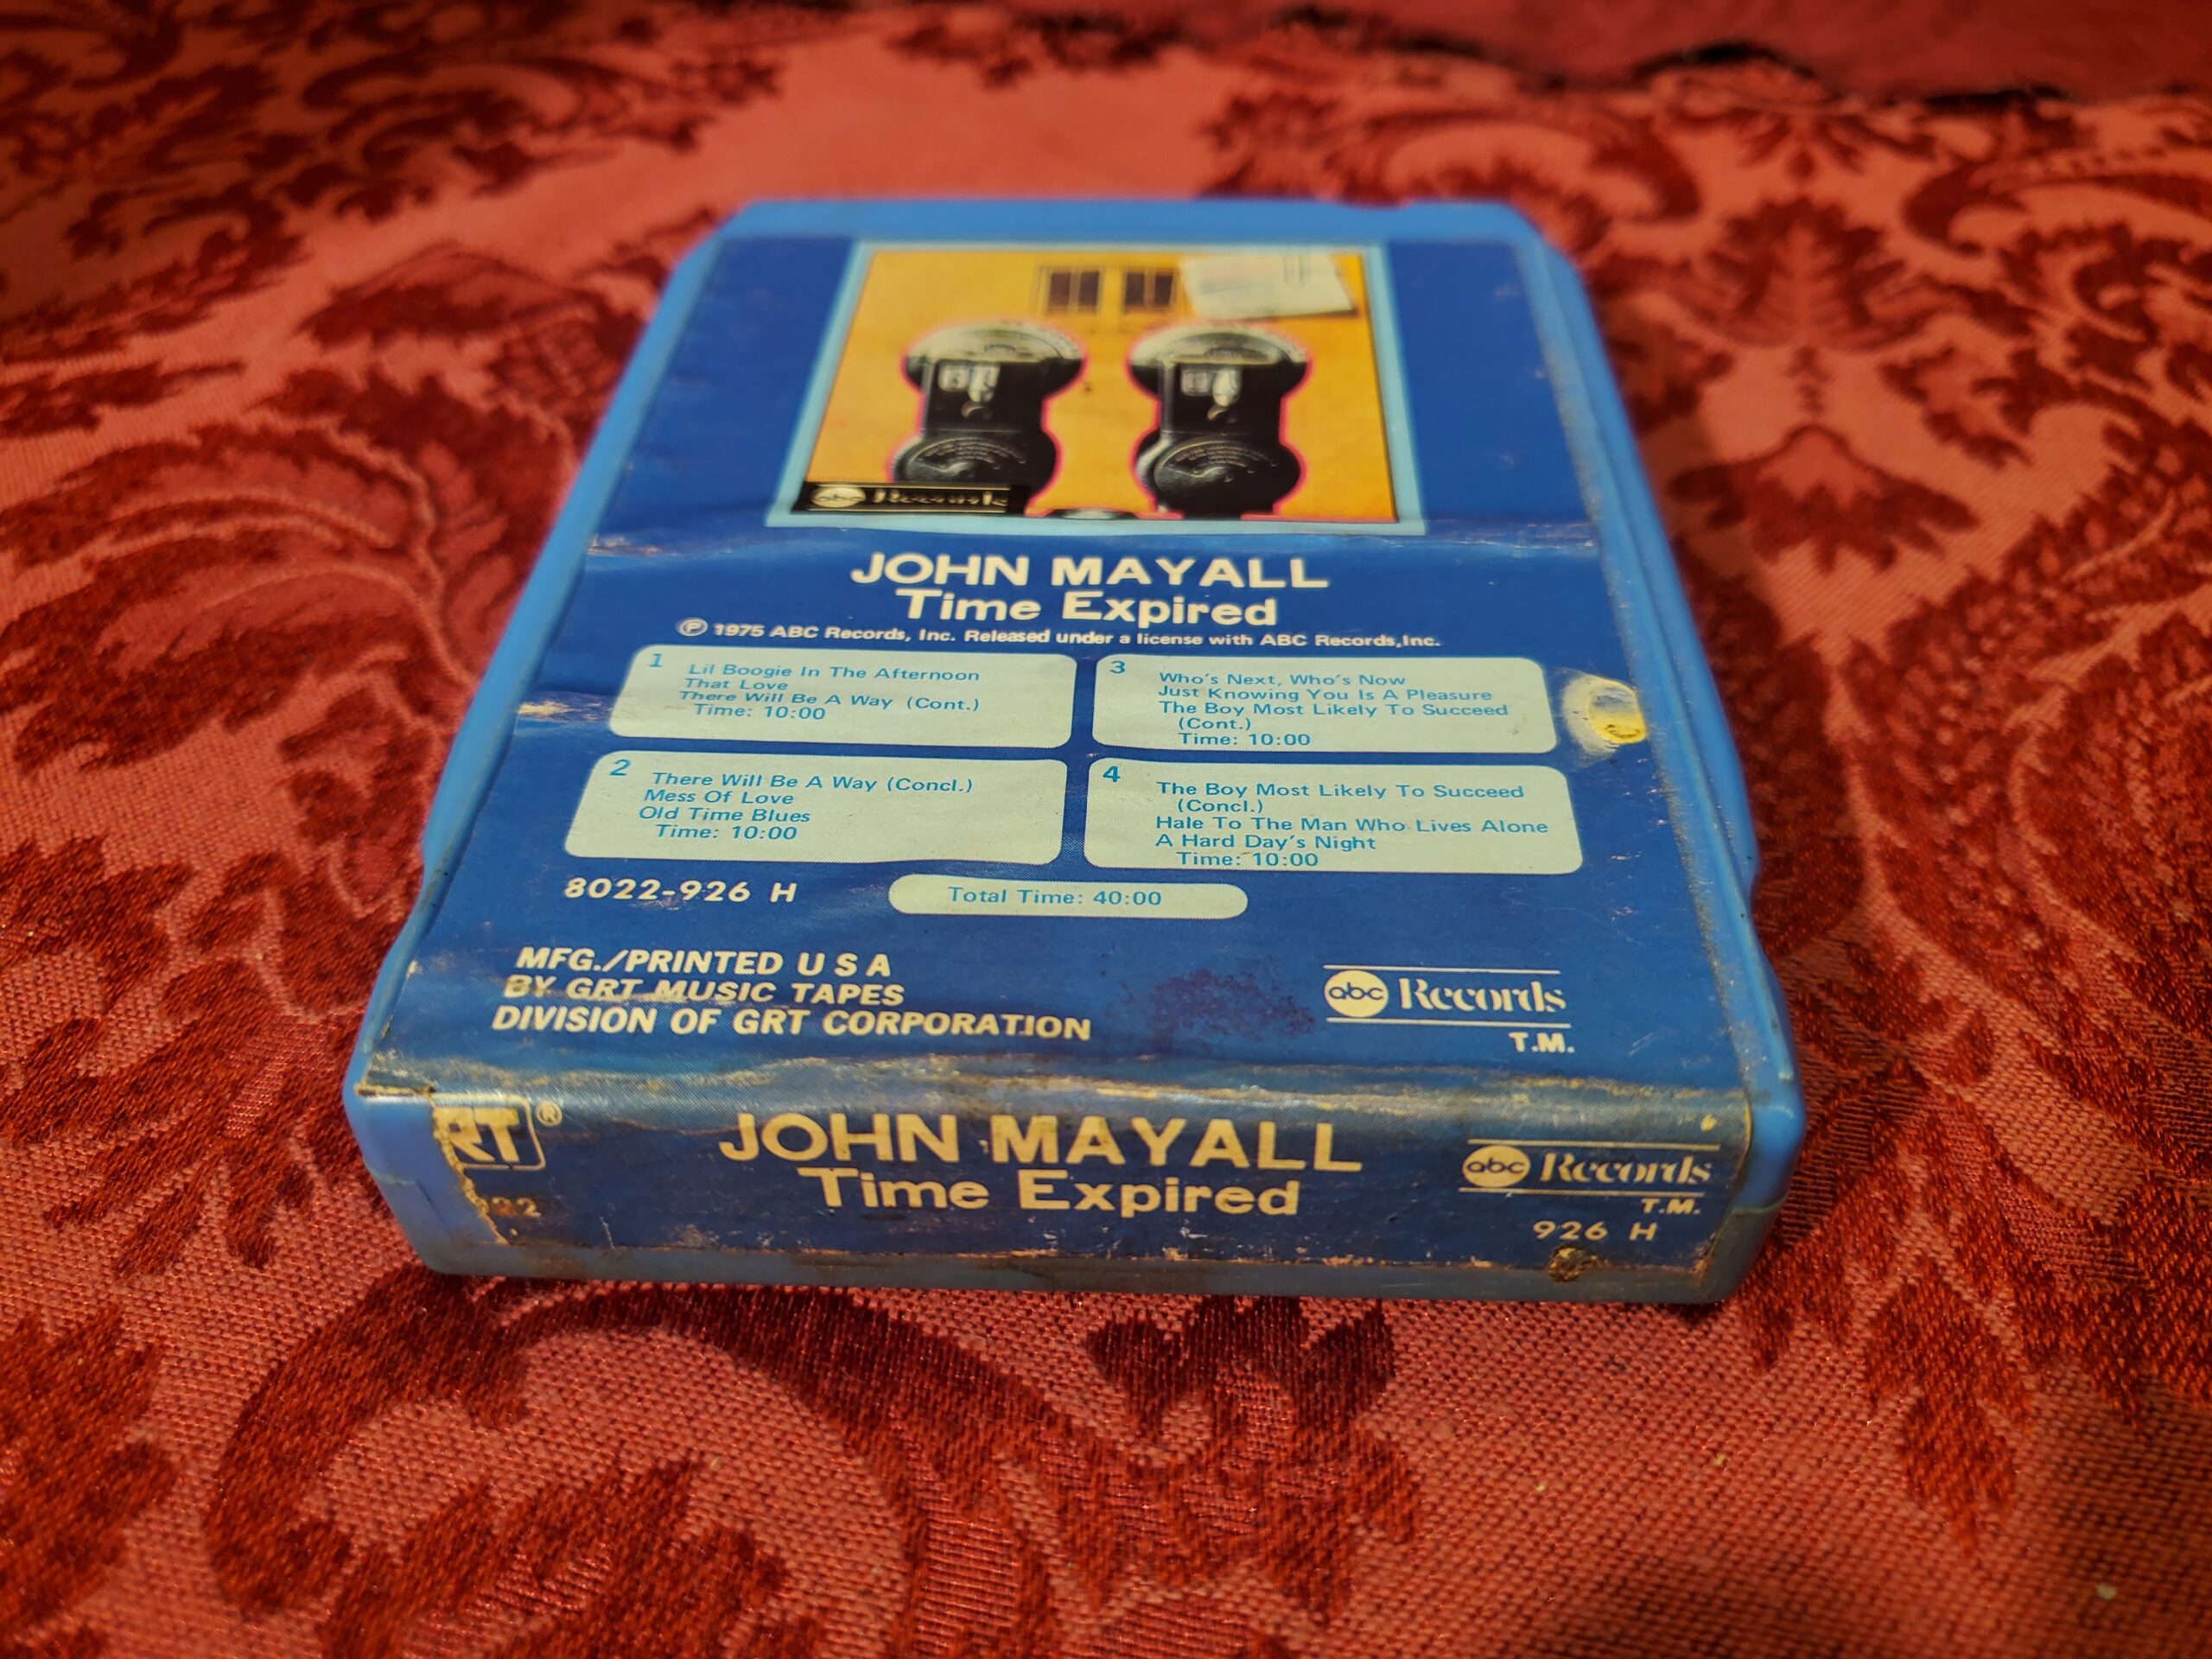 abc Records
JOHN MAYALL
Time Expired
℗ 1975 ABC Records, Inc. Released under a license with ABC Records,Inc.
1 Lil Boogie In The Afternoon
That Love
There Will Be A Way (Cont.)
Time: 10:00
2 There Will Be A Way (Concl.)
Mess Of Love
Old Time Blues
Time: 10:00
3 Who's Next, Who's Now
Just Knowing You Is A Pleasure
The Boy Most Likely To Succeed
(Cont.)
Time: 10:00
4 The Boy Most Likely To Succeed
(Concl.)
Hale To The Man Who Lives Alone
A Hard Day's Night
Time: 10:00
8022-926 H
Total Time: 40:00
MFG./PRINTED U S A
BY GRT MUSIC TAPES
DIVISION OF GRT CORPORATION
abc Records
T.M.
RT ®
22
JOHN MAYALL
Time Expired
abc Records
T.M.
926 H